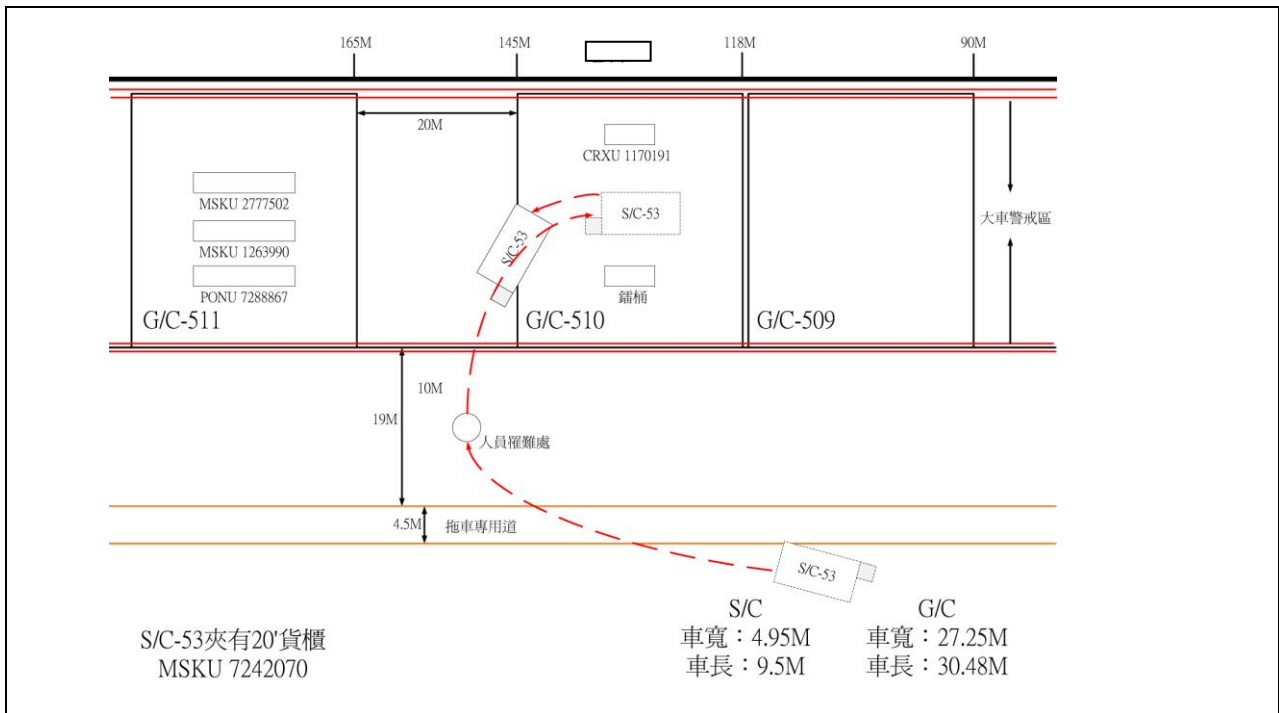 165M
145M
118M
90M
20M
CRXU 1170191
MSKU 2777502
S/C-53
大車警戒區
MSKU 1263990
S/C-53
PONU 7288867
鐳桶
G/C-511
G/C-510
G/C-509
10M
19M
人員罹難處
4.5M
拖車專用道
S/C-53
S/C
G/C
S/C-53夾有20'貨櫃
車寬：4.95M
車寬：27.25M
MSKU 7242070
車長：9.5M
車長：30.48M